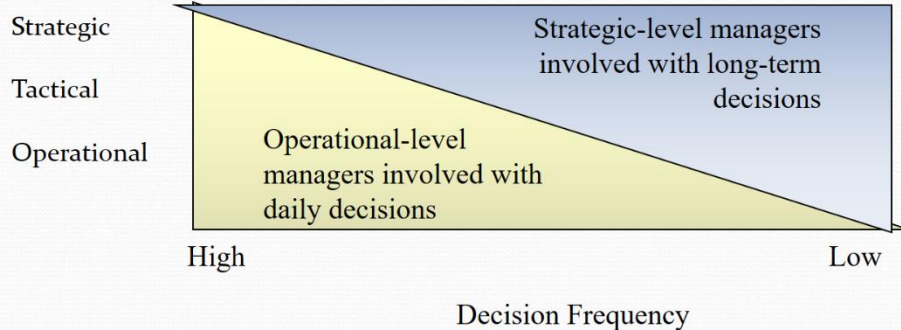 Strategic
Tactical
Operational
Strategic-level managers
involved with long-term
decisions
Operational-level
managers involved with
daily decisions
High
Low
Decision Frequency